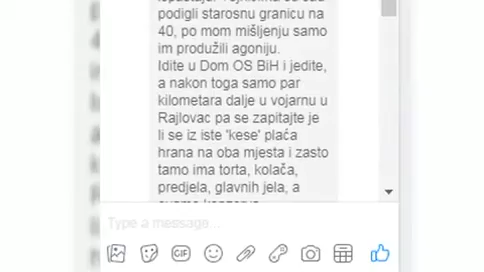 podigli starosnu granicu na
40, po mom mišljenju samo
im produžili agoniju.
Idite u Dom OS BiH i jedite,
a nakon toga samo par
kilometara dalje u vojarnu u
Rajlovac pa se zapitajte je
li se iz iste 'kese' plaća
hrana na oba mjesta i zasto
tamo ima torta, kolača,
predjela, glavnih jela, a
Type a message...
GIF